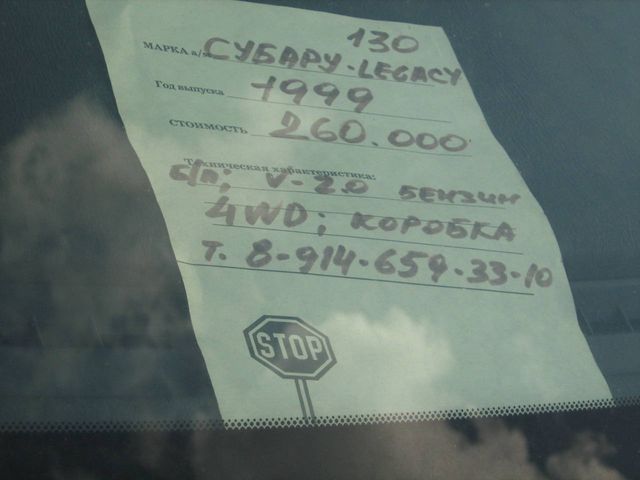 130
МАРКА а/м СУБАРУ-LEGACY
Год выпуска 1999
СТОИМОСТЬ 260.000
Техническая характеристика:
б/п; V-2.0 БЕНЗИН
4WD; КОРОБКА
Т. 8-914-659-33-10
STOP